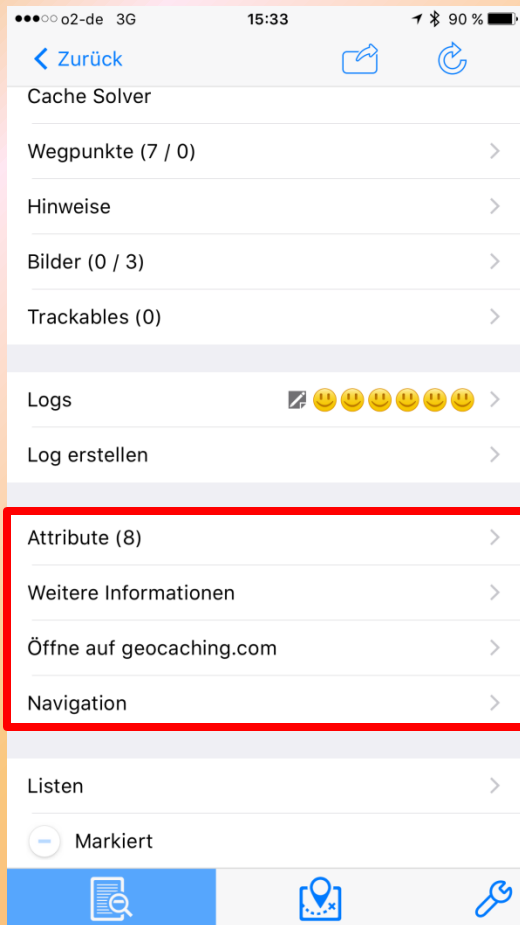 o2-de 3G 15:33 90 %
Zurück
Cache Solver
Wegpunkte (7 / 0)
Hinweise
Bilder (0 / 3)
Trackables (0)
Logs
Log erstellen
Attribute (8)
Weitere Informationen
Öffne auf geocaching.com
Navigation
Listen
Markiert